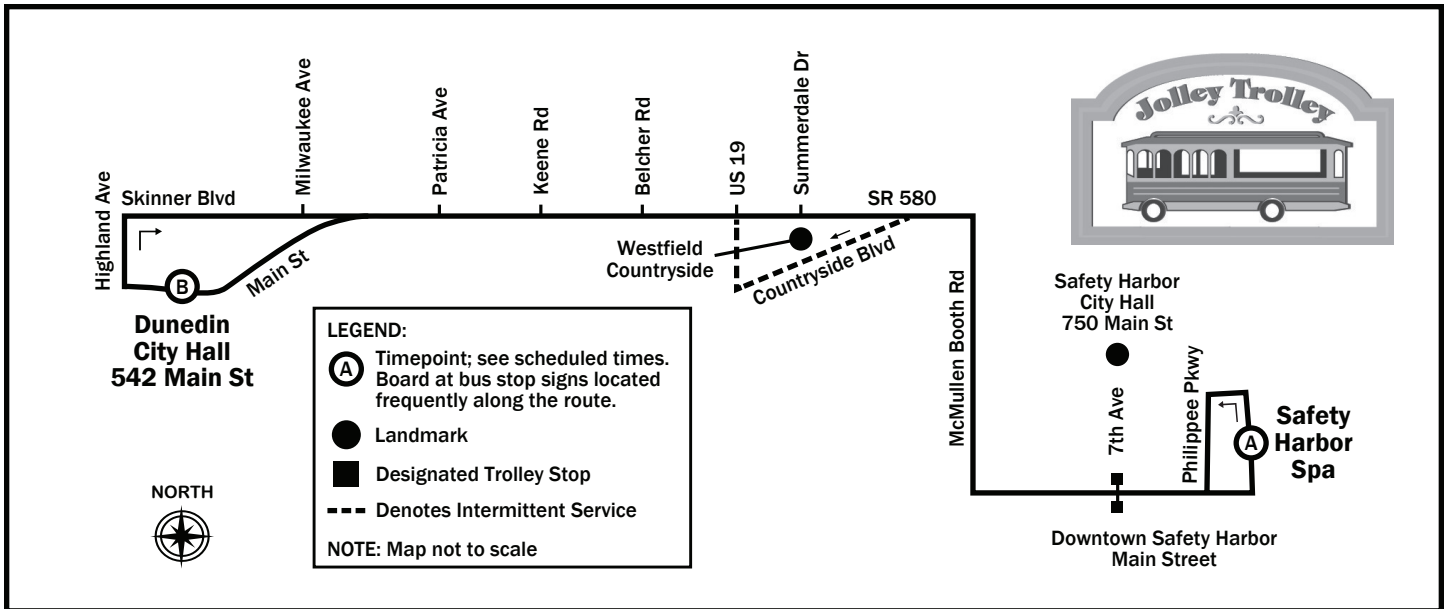 Jolley Trolley
Highland Ave
Skinner Blvd
Milwaukee Ave
Patricia Ave
Keene Rd
Belcher Rd
US 19
Summerdale Dr
SR 580
Main St
B
Dunedin
City Hall
542 Main St
Westfield
Countryside
Countryside Blvd
McMullen Booth Rd
Safety Harbor
City Hall
750 Main St
7th Ave
Philippee Pkwy
A
Safety
Harbor
Spa
Downtown Safety Harbor
Main Street
LEGEND:
A
Timepoint; see scheduled times.
Board at bus stop signs located
frequently along the route.
Landmark
Designated Trolley Stop
Denotes Intermittent Service
NOTE: Map not to scale
NORTH